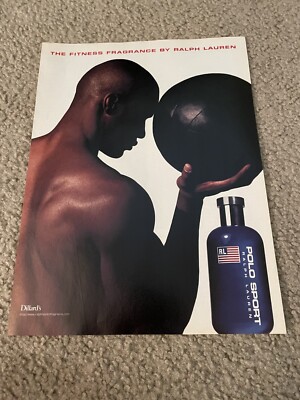 THE FITNESS FRAGRANCE BY RALPH LAUREN
RL
POLO SPORT
RALPH LAUREN
Dillard's